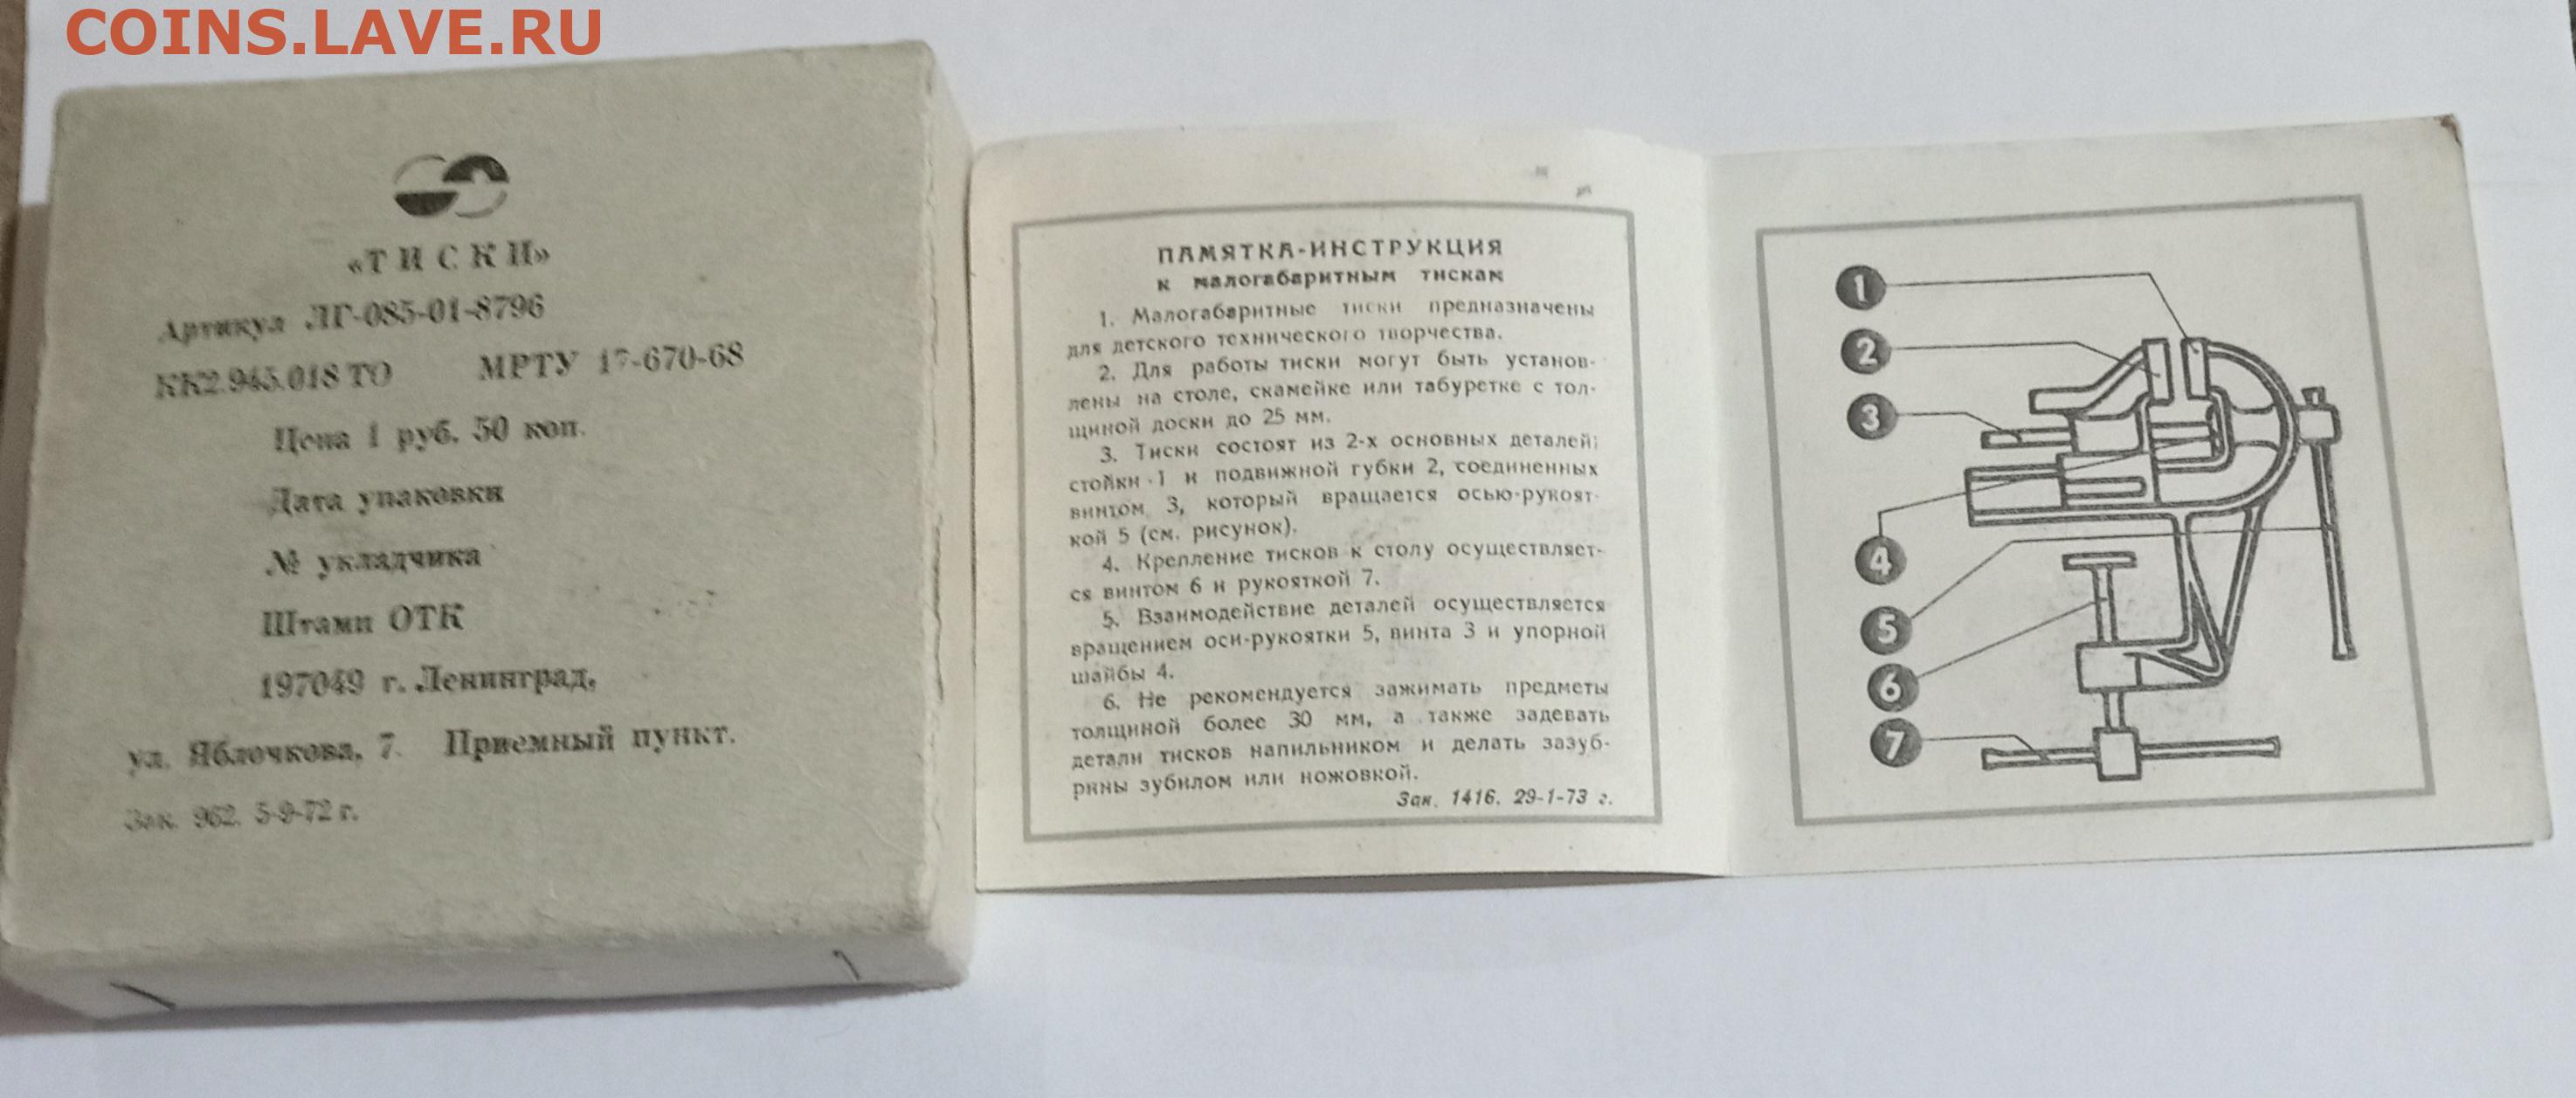 COINS.LAVE.RU
«ТИСКИ»
Артикул ЛГ-085-01-8796
КК2.945.018 ТО МРТУ 17-670-68
Цена 1 руб. 50 коп.
Дата упаковки
№ укладчика
Штамп ОТК
197049 г. Ленинград,
ул. Яблочкова, 7. Приемный пункт.
Зак. 962. 5-9-72 г.
ПАМЯТКА-ИНСТРУКЦИЯ
к малогабаритным тискам
1. Малогабаритные тиски предназначены
для детского технического творчества.
2. Для работы тиски могут быть установ-
лены на столе, скамейке или табуретке с тол-
щиной доски до 25 мм.
3. Тиски состоят из 2-х основных деталей:
стойки 1 и подвижной губки 2, соединенных
винтом 3, который вращается осью-рукоят-
кой 5 (см. рисунок).
4. Крепление тисков к столу осуществляет-
ся винтом 6 и рукояткой 7.
5. Взаимодействие деталей осуществляется
вращением оси-рукоятки 5, винта 3 и упорной
шайбы 4.
6. Не рекомендуется зажимать предметы
толщиной более 30 мм, а также задевать
детали тисков напильником и делать зазуб-
рины зубилом или ножовкой.
Зак. 1416. 29-1-73 г.
1
2
3
4
5
6
7